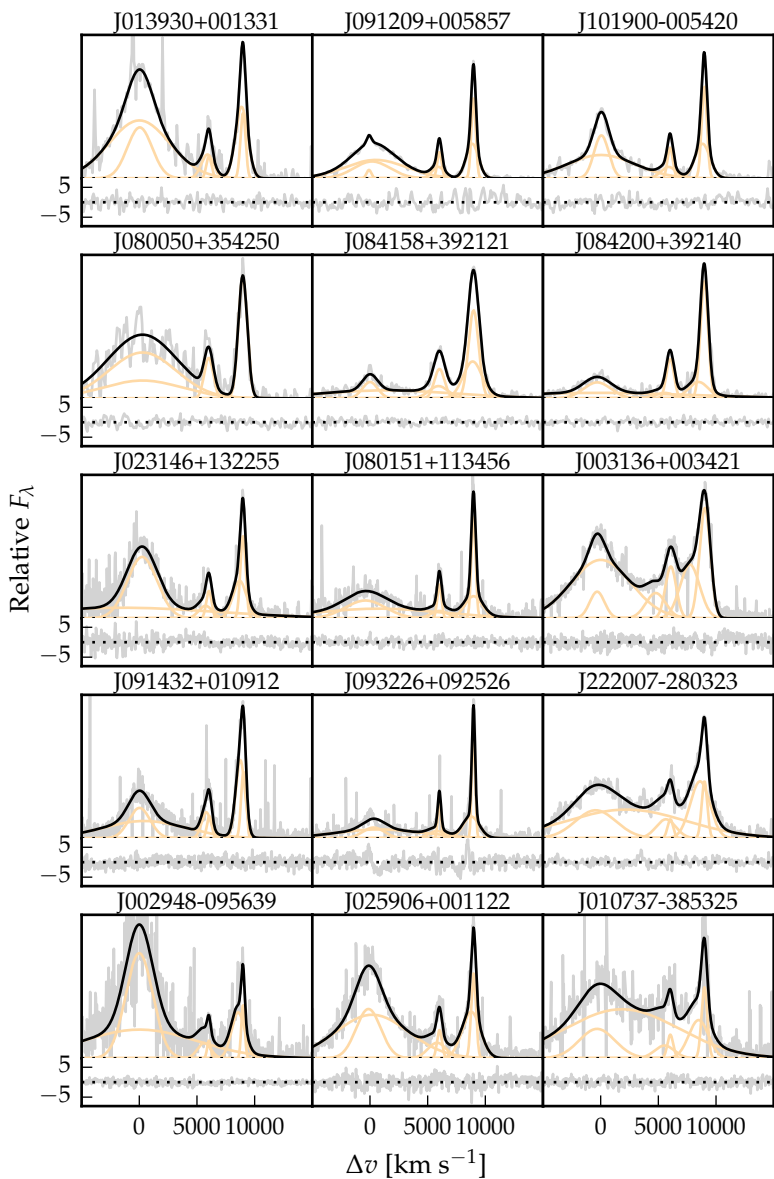 J013930+001331 J091209+005857 J101900-005420
5
−5
J080050+354250 J084158+392121 J084200+392140
5
−5
J023146+132255 J080151+113456 J003136+003421
5
−5
Relative Fλ
J091432+010912 J093226+092526 J222007-280323
5
−5
J002948-095639 J025906+001122 J010737-385325
5
−5
0 5000 10000 0 5000 10000 0 5000 10000
Δv [km s⁻¹]